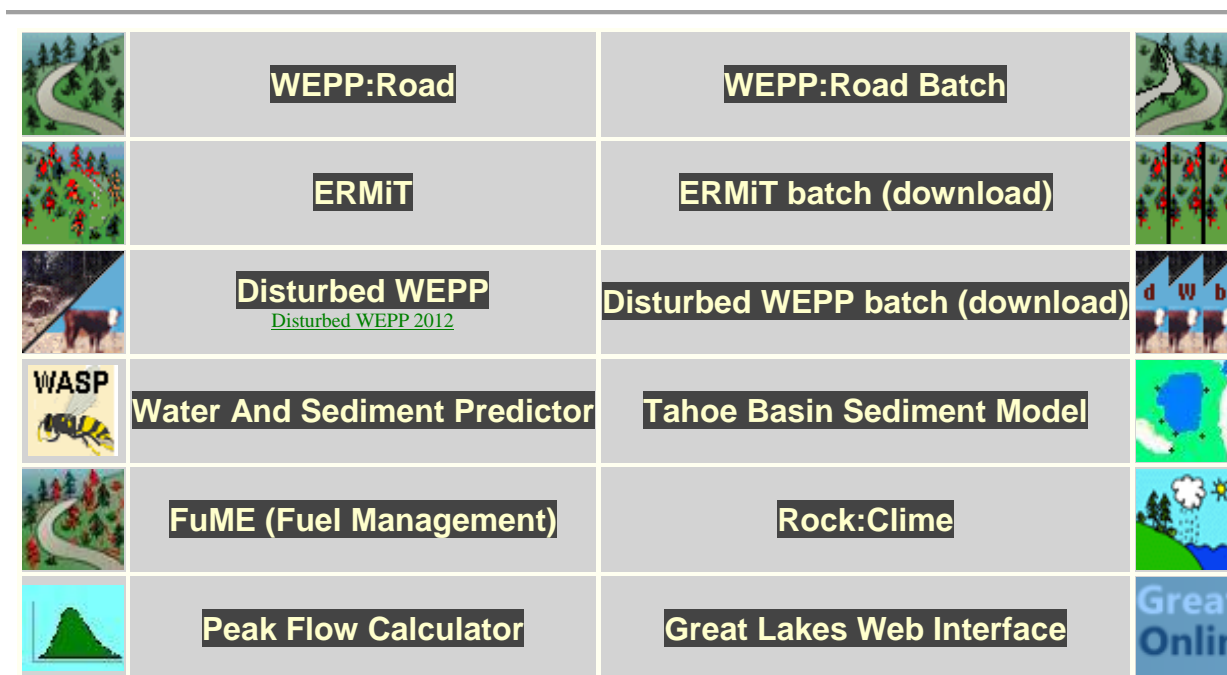 WEPP:Road
WEPP:Road Batch
ERMiT
ERMiT batch (download)
Disturbed WEPP
Disturbed WEPP 2012
Disturbed WEPP batch (download)
d W b
WASP
Water And Sediment Predictor
Tahoe Basin Sediment Model
FuME (Fuel Management)
Rock:Clime
Peak Flow Calculator
Great Lakes Web Interface